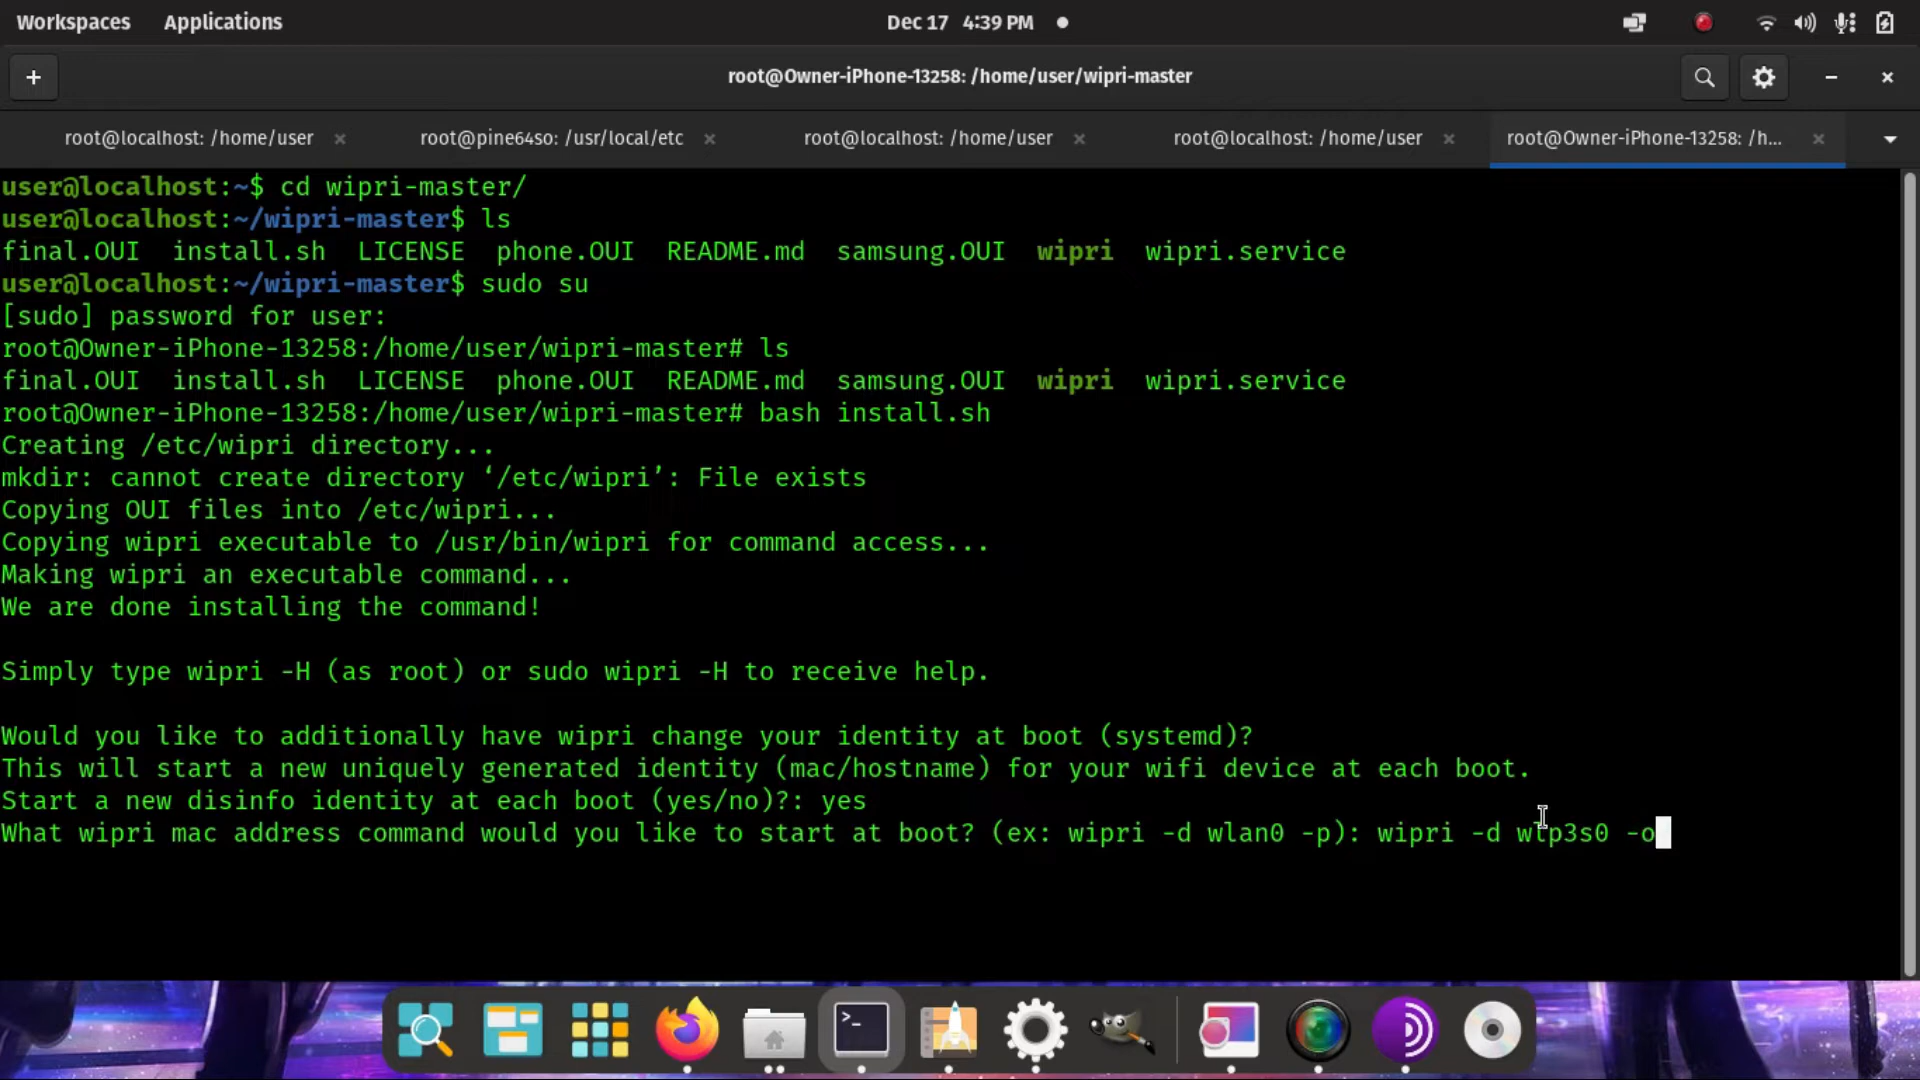 Workspaces Applications Dec 17 4:39 PM
root@Owner-iPhone-13258: /home/user/wipri-master
root@localhost: /home/user root@pine64so: /usr/local/etc root@localhost: /home/user root@localhost: /home/user root@Owner-iPhone-13258: /h...
user@localhost:~$ cd wipri-master/
user@localhost:~/wipri-master$ ls
final.OUI install.sh LICENSE phone.OUI README.md samsung.OUI wipri wipri.service
user@localhost:~/wipri-master$ sudo su
[sudo] password for user:
root@Owner-iPhone-13258:/home/user/wipri-master# ls
final.OUI install.sh LICENSE phone.OUI README.md samsung.OUI wipri wipri.service
root@Owner-iPhone-13258:/home/user/wipri-master# bash install.sh
Creating /etc/wipri directory...
mkdir: cannot create directory ‘/etc/wipri’: File exists
Copying OUI files into /etc/wipri...
Copying wipri executable to /usr/bin/wipri for command access...
Making wipri an executable command...
We are done installing the command!
Simply type wipri -H (as root) or sudo wipri -H to receive help.
Would you like to additionally have wipri change your identity at boot (systemd)?
This will start a new uniquely generated identity (mac/hostname) for your wifi device at each boot.
Start a new disinfo identity at each boot (yes/no)?: yes
What wipri mac address command would you like to start at boot? (ex: wipri -d wlan0 -p): wipri -d wlp3s0 -o